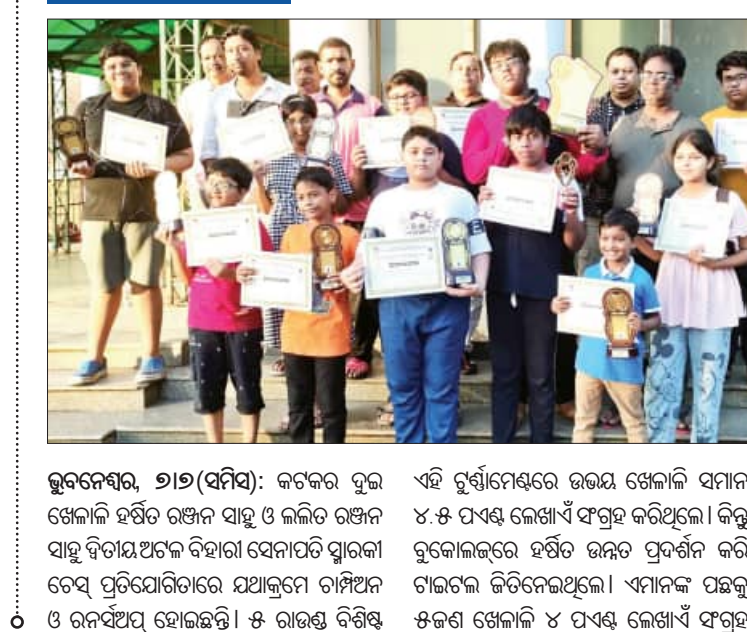 ଭୁବନେଶ୍ୱର, ୭।୭(ସମିସ): କଟକର ଦୁଇ
ଖେଳାଳି ହର୍ଷିତ ରଞ୍ଜନ ସାହୁ ଓ ଲଲିତ ରଞ୍ଜନ
ସାହୁ ଦ୍ୱିତୀୟ ଅଟଳ ବିହାରୀ ସେନାପତି ସ୍ମାରକୀ
ଚେସ୍ ପ୍ରତିଯୋଗିତାରେ ଯଥାକ୍ରମେ ଚାମ୍ପିଅନ
ଓ ରନର୍ସଅପ୍ ହୋଇଛନ୍ତି। ୫ ରାଉଣ୍ଡ ବିଶିଷ୍ଟ
ଏହି ଟୁର୍ଣ୍ଣାମେଣ୍ଟରେ ଉଭୟ ଖେଳାଳି ସମାନ
୪.୫ ପଏଣ୍ଟ ଲେଖାଏଁ ସଂଗ୍ରହ କରିଥିଲେ। କିନ୍ତୁ
ବୁକୋଲଜ୍‌ରେ ହର୍ଷିତ ଉନ୍ନତ ପ୍ରଦର୍ଶନ କରି
ଟାଇଟଲ ଜିତିନେଇଥିଲେ। ଏମାନଙ୍କ ପଛକୁ
୫ଜଣ ଖେଳାଳି ୪ ପଏଣ୍ଟ ଲେଖାଏଁ ସଂଗ୍ରହ